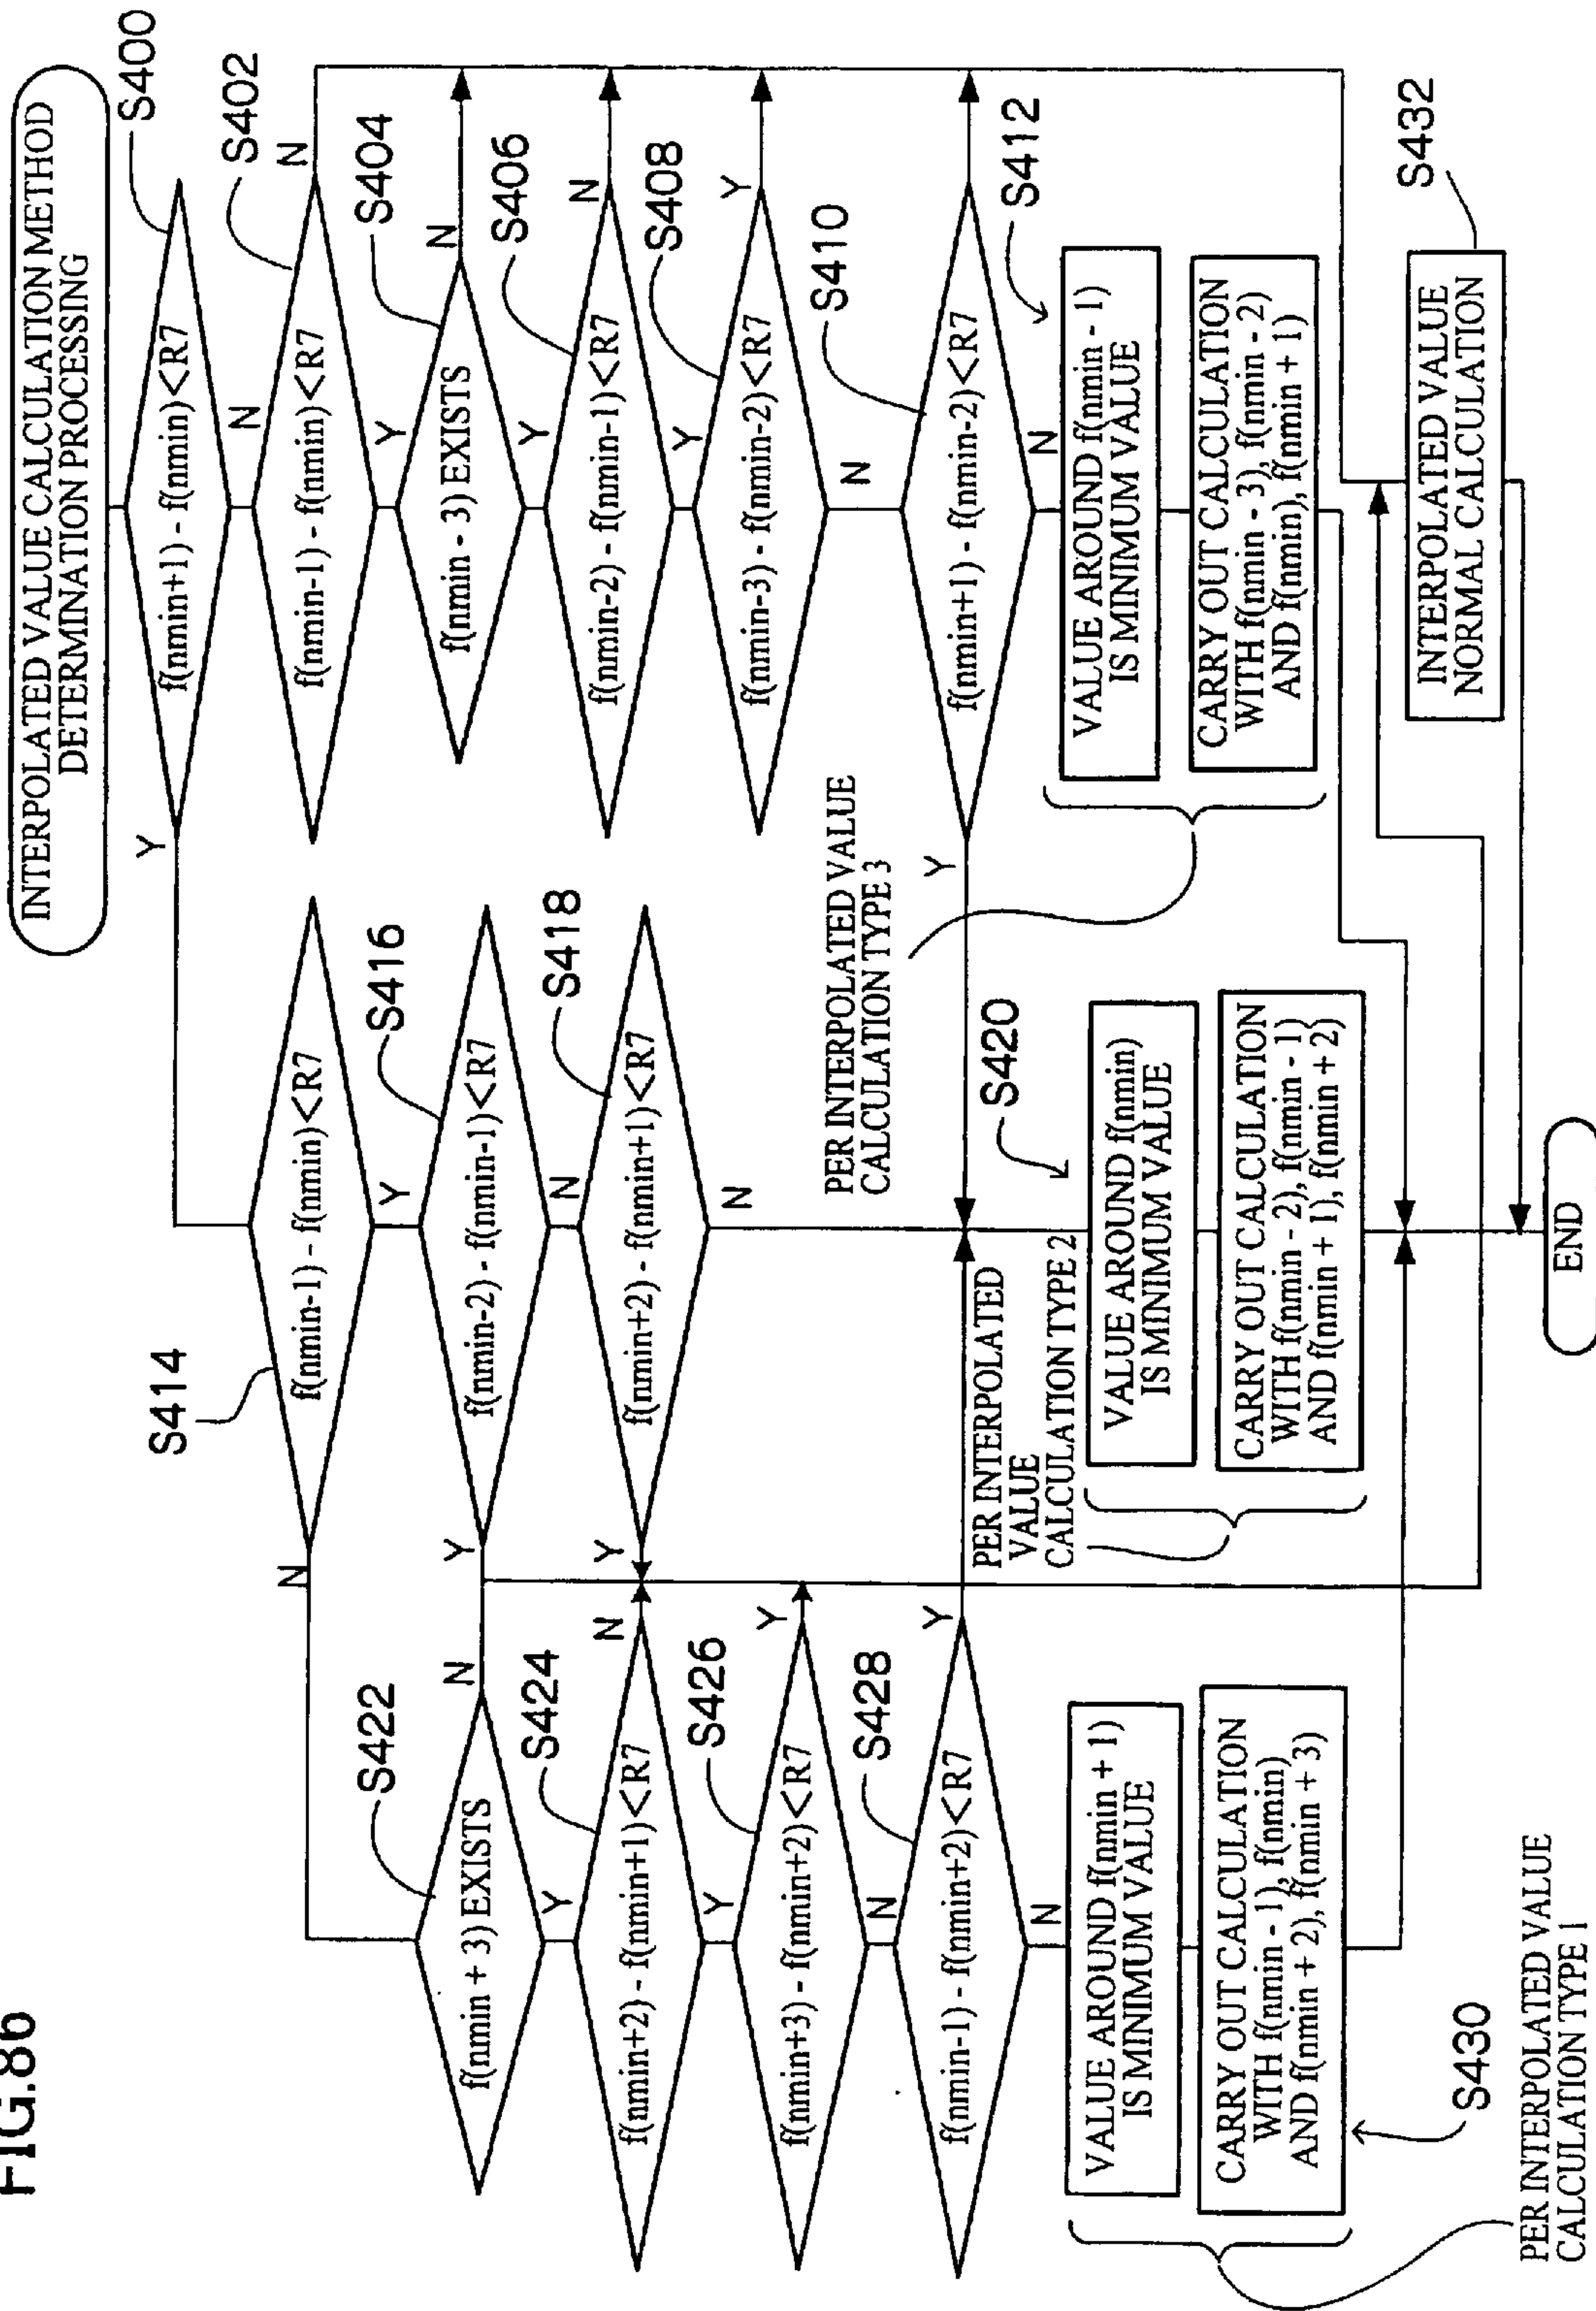 FIG.8b
INTERPOLATED VALUE CALCULATION METHOD
DETERMINATION PROCESSING
S400
f(nmin+1) - f(nmin)<R7
Y
N
S402
f(nmin-1) - f(nmin)<R7
N
Y
S404
f(nmin - 3) EXISTS
N
Y
S406
f(nmin-2) - f(nmin-1)<R7
N
Y
S408
f(nmin-3) - f(nmin-2)<R7
Y
N
S410
f(nmin+1) - f(nmin-2)<R7
Y
N
S412
VALUE AROUND f(nmin - 1)
IS MINIMUM VALUE
CARRY OUT CALCULATION
WITH f(nmin - 3), f(nmin - 2)
AND f(nmin), f(nmin + 1)
PER INTERPOLATED VALUE
CALCULATION TYPE 3
S432
INTERPOLATED VALUE
NORMAL CALCULATION
S414
f(nmin-1) - f(nmin)<R7
N
Y
S416
f(nmin-2) - f(nmin-1)<R7
Y
N
S418
f(nmin+2) - f(nmin+1)<R7
Y
N
S420
VALUE AROUND f(nmin)
IS MINIMUM VALUE
CARRY OUT CALCULATION
WITH f(nmin - 2), f(nmin - 1)
AND f(nmin + 1), f(nmin + 2)
PER INTERPOLATED
VALUE
CALCULATION TYPE 2
S422
f(nmin + 3) EXISTS
N
Y
S424
f(nmin+2) - f(nmin+1)<R7
N
Y
S426
f(nmin+3) - f(nmin+2)<R7
Y
N
S428
f(nmin-1) - f(nmin+2)<R7
Y
N
VALUE AROUND f(nmin + 1)
IS MINIMUM VALUE
CARRY OUT CALCULATION
WITH f(nmin - 1), f(nmin)
AND f(nmin + 2), f(nmin + 3)
S430
PER INTERPOLATED VALUE
CALCULATION TYPE 1
END